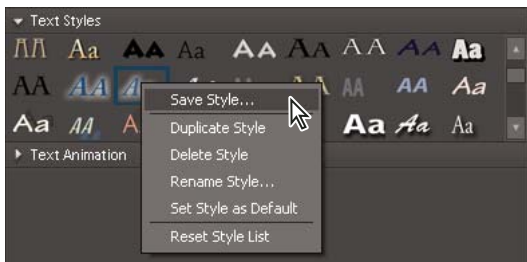 Text Styles
AA Aa AA Aa AA AA AA AA Aa
AA AA A AA AA Aa
Aa AA A Aa Aa Aa
Save Style...
Duplicate Style
Delete Style
Rename Style...
Set Style as Default
Reset Style List
Text Animation